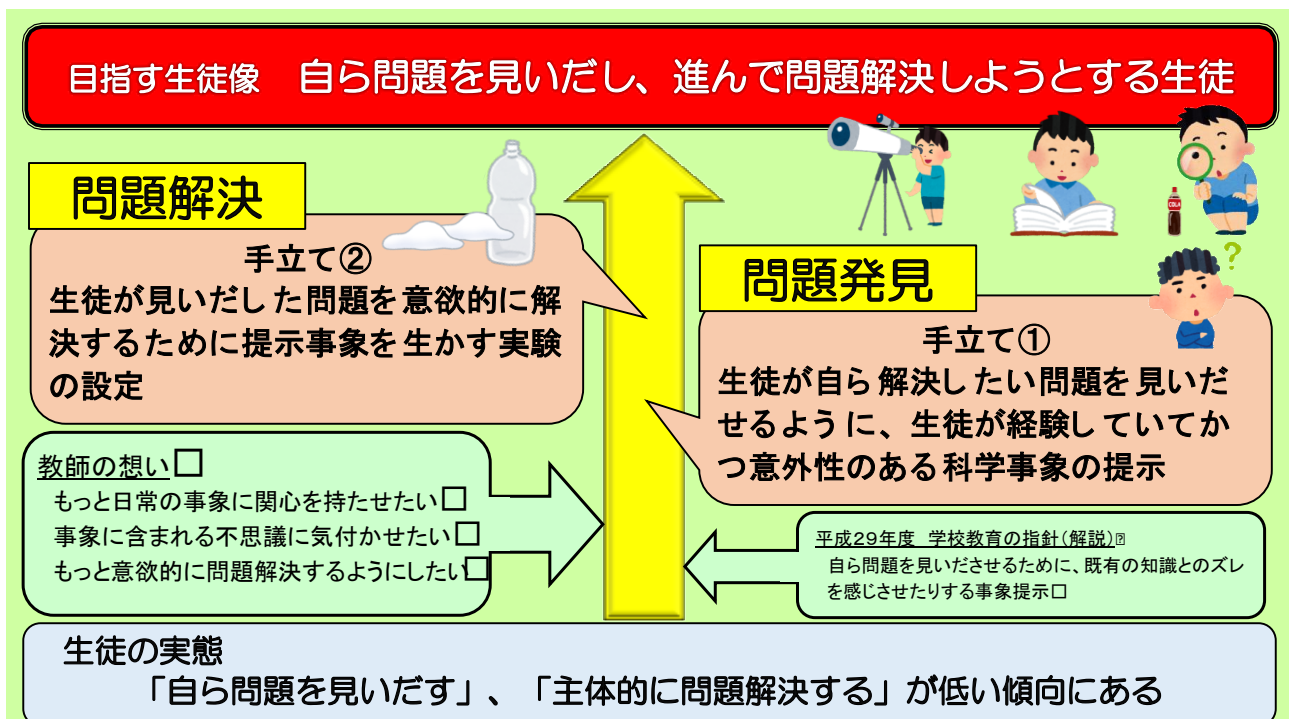 目指す生徒像　自ら問題を見いだし、進んで問題解決しようとする生徒
問題解決
手立て②
生徒が見いだした問題を意欲的に解
決するために提示事象を生かす実験
の設定
問題発見
手立て①
生徒が自ら解決したい問題を見いだ
せるように、生徒が経験していてか
つ意外性のある科学事象の提示
COLA
?
教師の想い□
もっと日常の事象に関心を持たせたい□
事象に含まれる不思議に気付かせたい□
もっと意欲的に問題解決するようにしたい□
平成29年度　学校教育の指針（解説）⍰
自ら問題を見いださせるために、既有の知識とのズレ
を感じさせたりする事象提示□
生徒の実態
「自ら問題を見いだす」、「主体的に問題解決する」が低い傾向にある